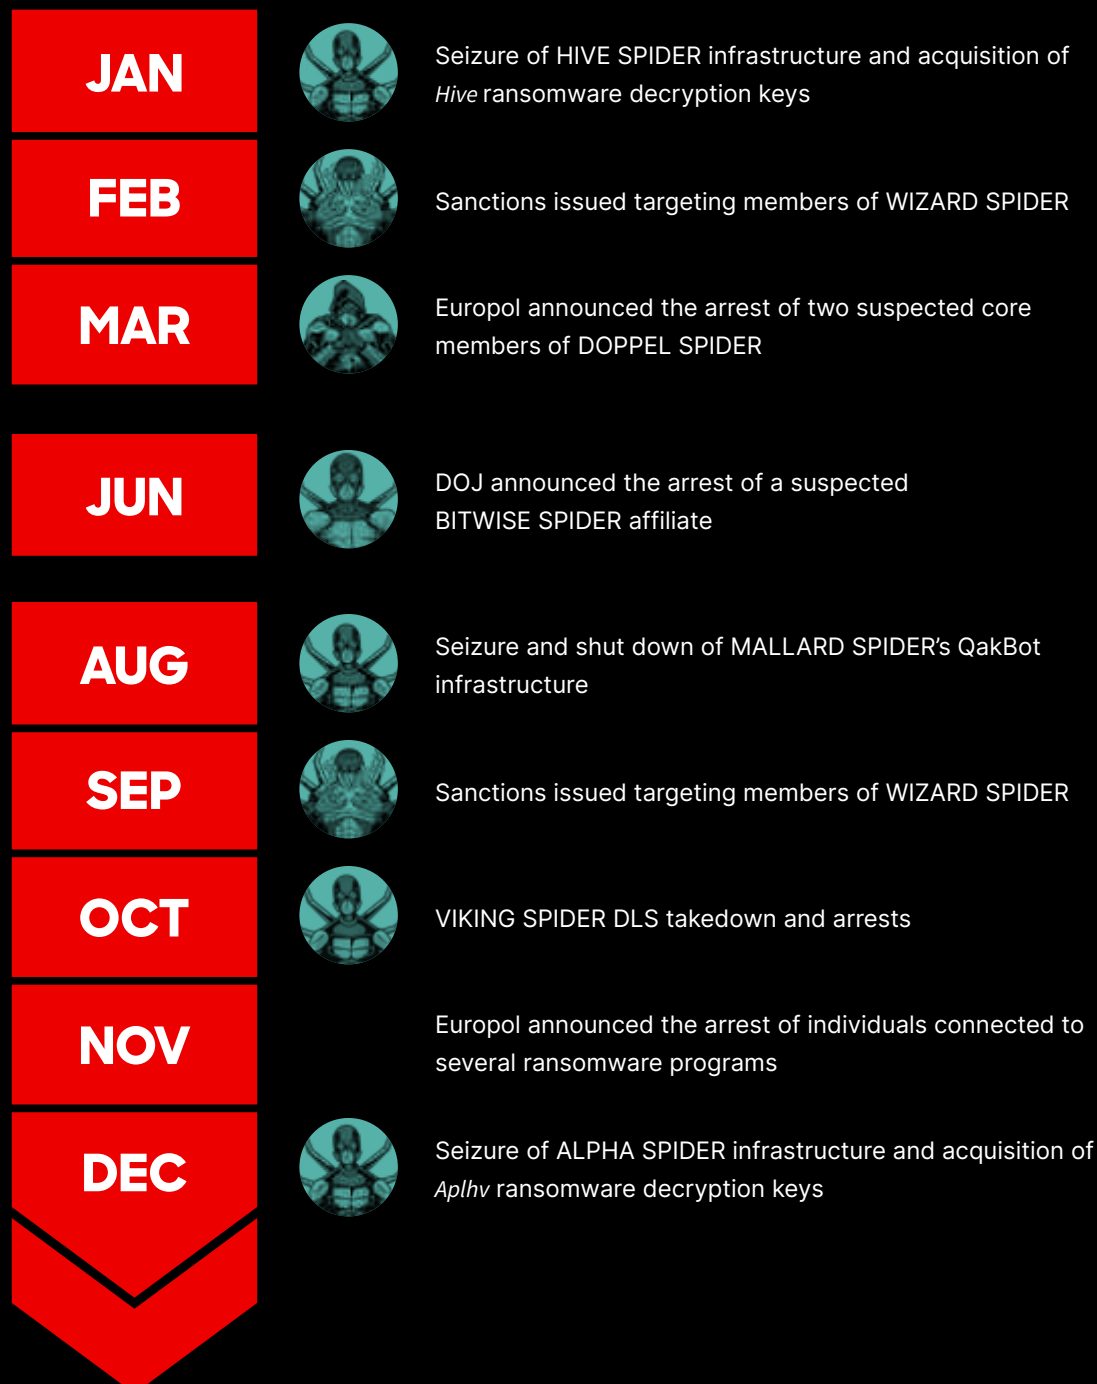 JAN
Seizure of HIVE SPIDER infrastructure and acquisition of
Hive ransomware decryption keys
FEB
Sanctions issued targeting members of WIZARD SPIDER
MAR
Europol announced the arrest of two suspected core
members of DOPPEL SPIDER
JUN
DOJ announced the arrest of a suspected
BITWISE SPIDER affiliate
AUG
Seizure and shut down of MALLARD SPIDER’s QakBot
infrastructure
SEP
Sanctions issued targeting members of WIZARD SPIDER
OCT
VIKING SPIDER DLS takedown and arrests
NOV
Europol announced the arrest of individuals connected to
several ransomware programs
DEC
Seizure of ALPHA SPIDER infrastructure and acquisition of
Aplhv ransomware decryption keys